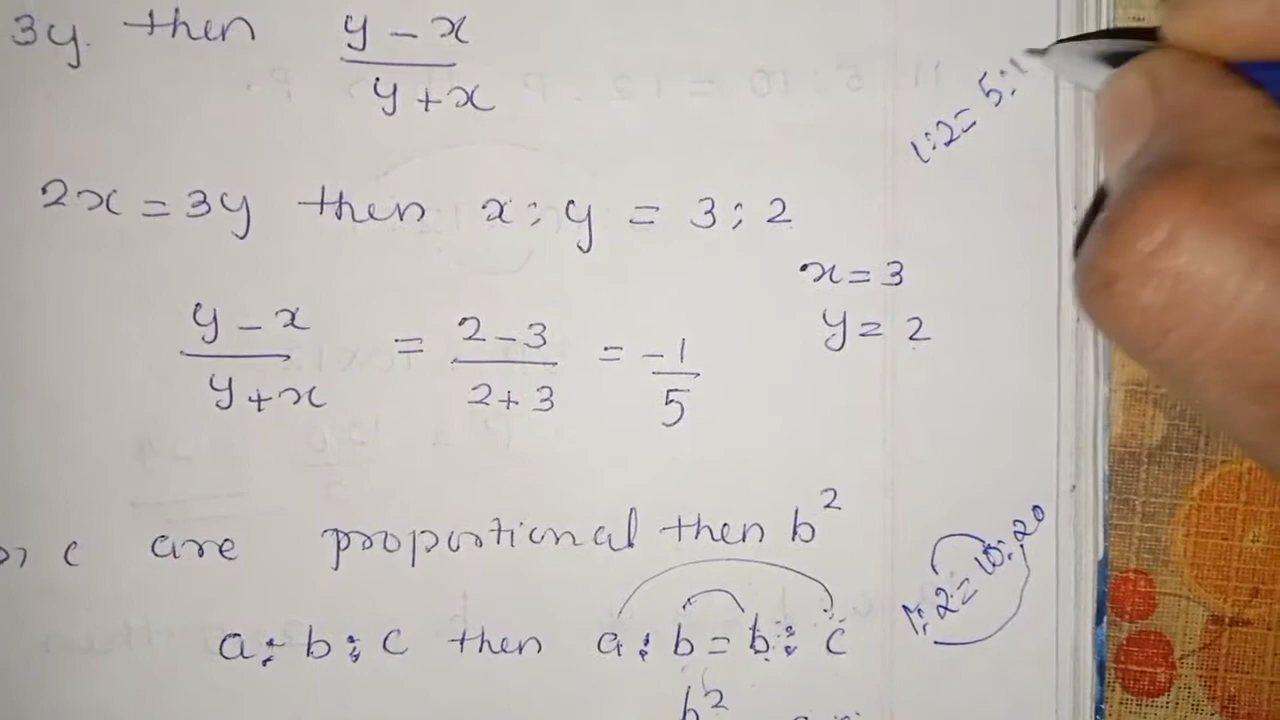 3y. then y - x / y + x
1:2 = 5:1
2x = 3y then x : y = 3 : 2
x = 3
y = 2
y - x / y + x = 2 - 3 / 2 + 3 = -1 / 5
c are proportional then b²
1:2 = 10:20
a : b : c then a : b = b : c
b²